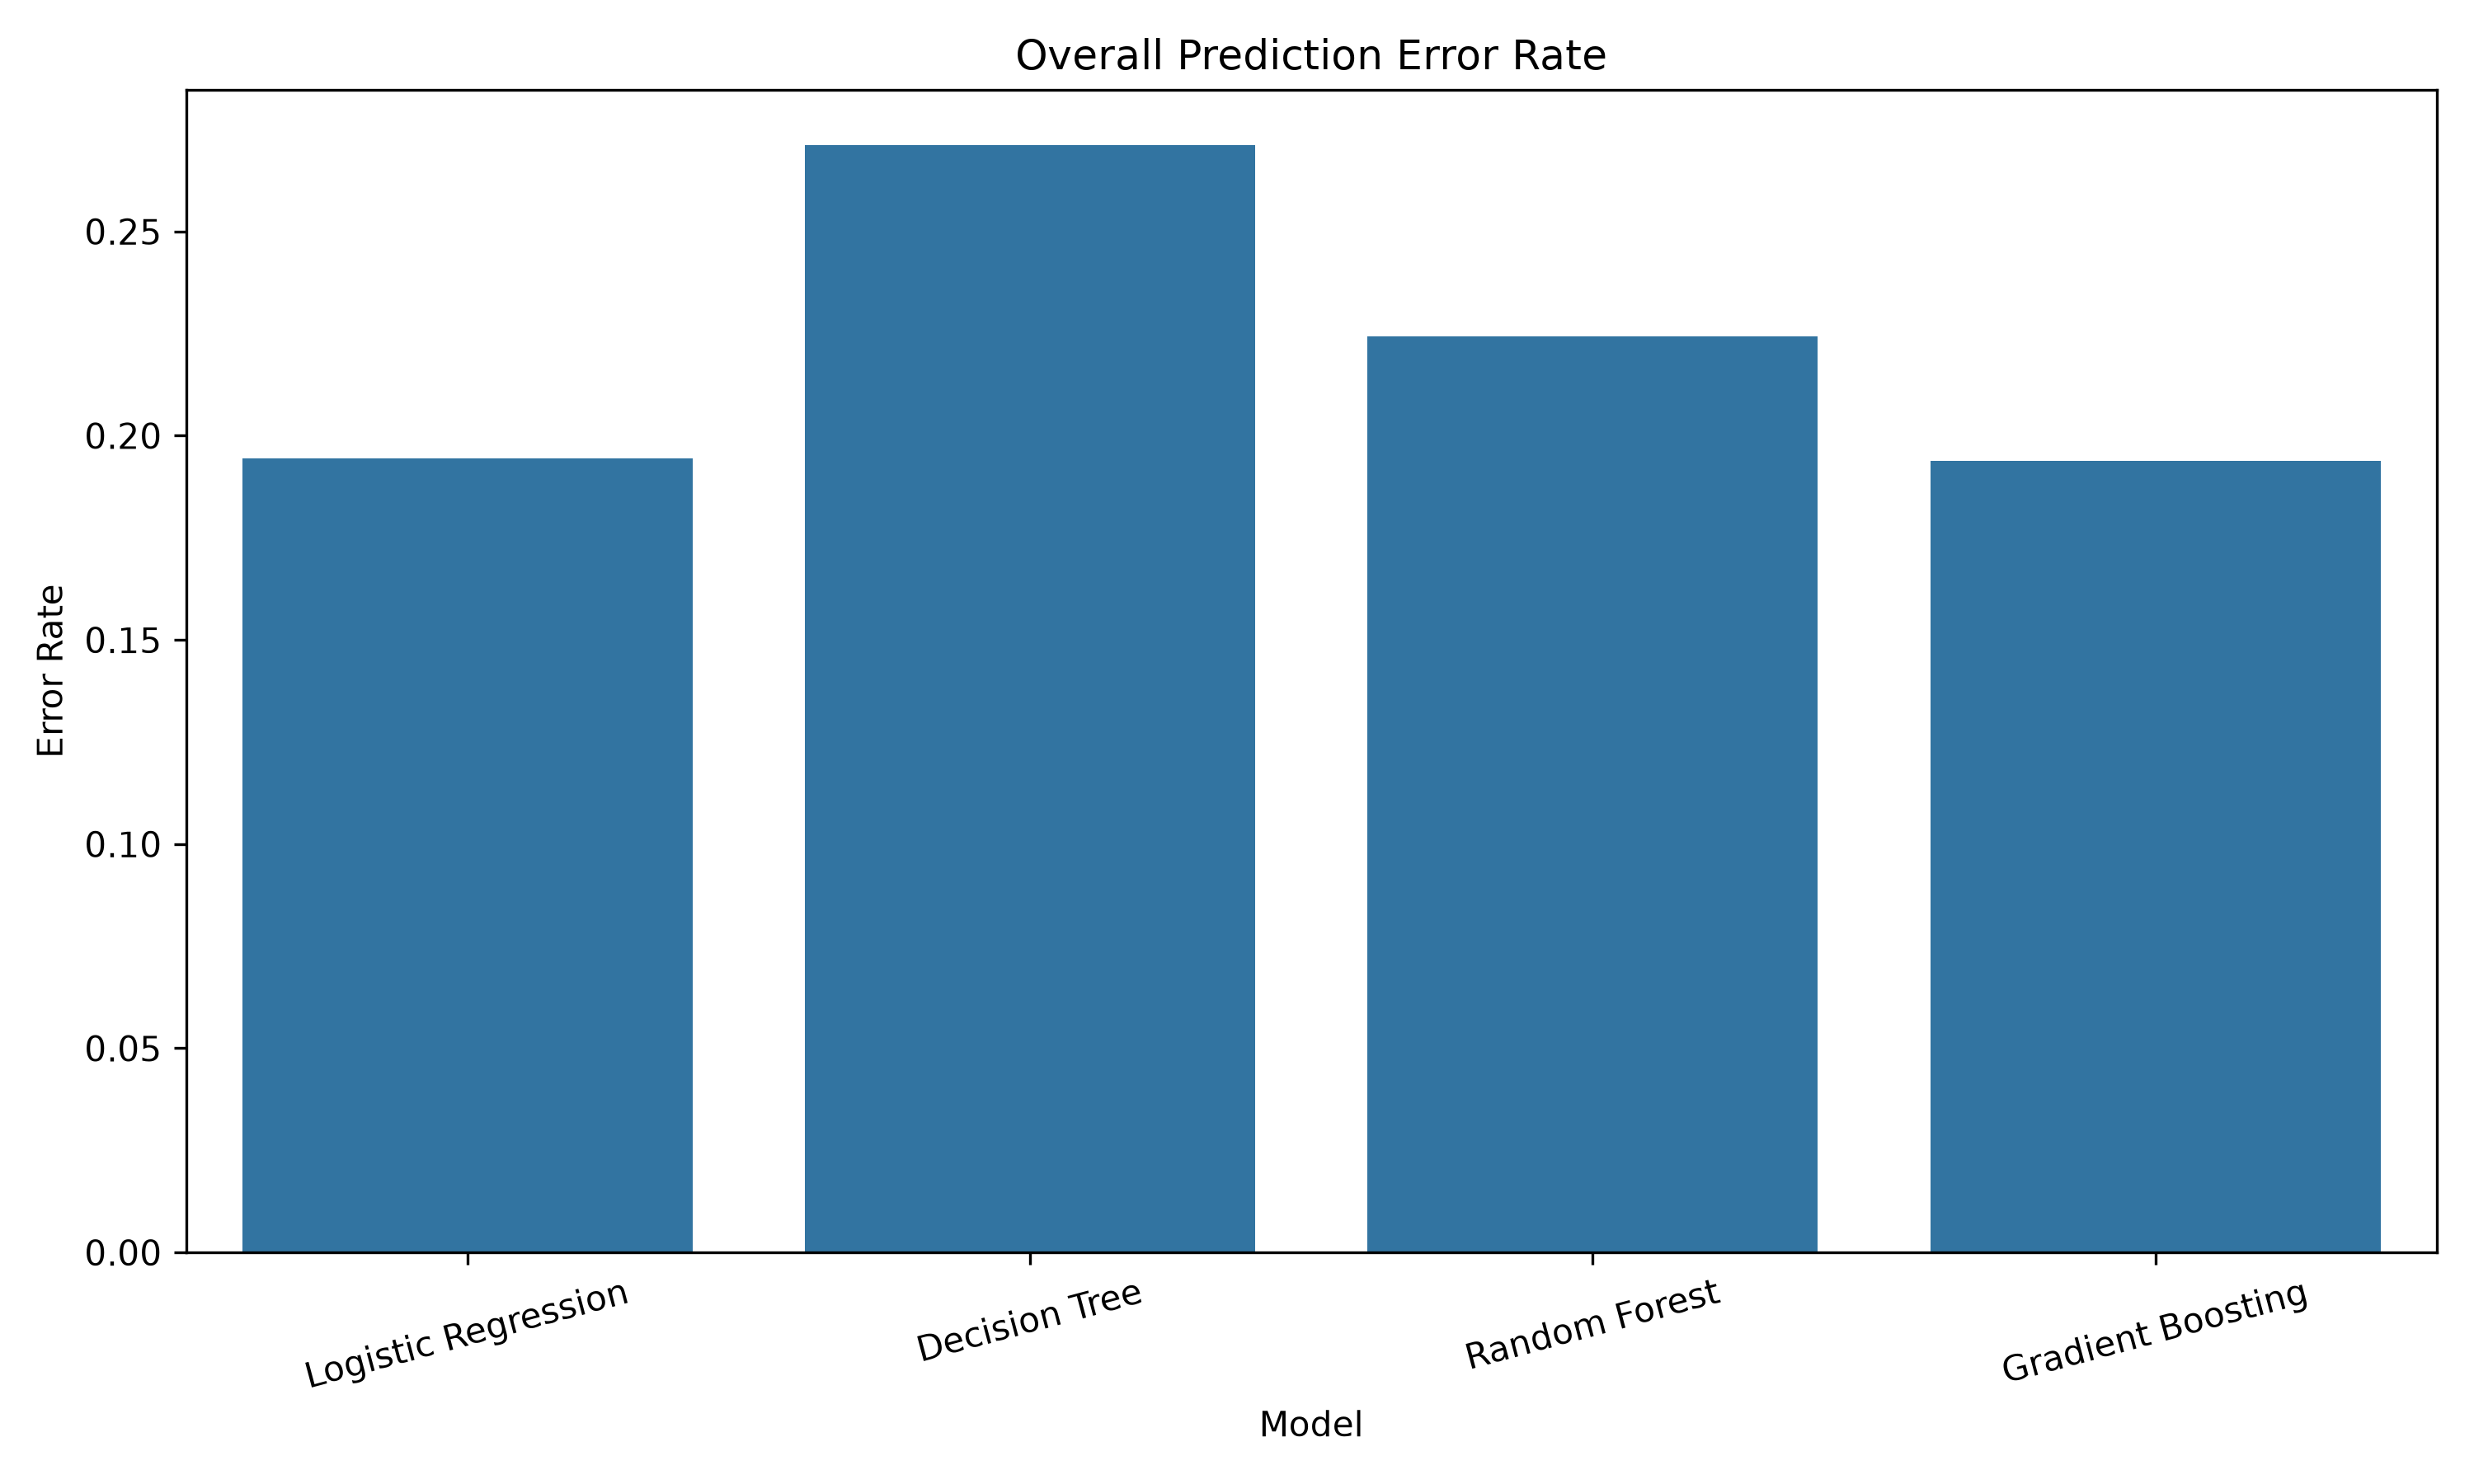 Overall Prediction Error Rate
Error Rate
0.25
0.20
0.15
0.10
0.05
0.00
Logistic Regression
Decision Tree
Random Forest
Gradient Boosting
Model